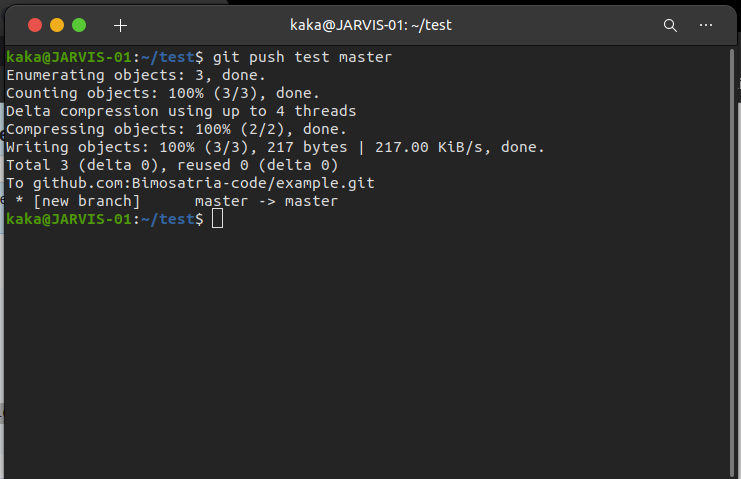 kaka@JARVIS-01: ~/test
kaka@JARVIS-01:~/test$ git push test master
Enumerating objects: 3, done.
Counting objects: 100% (3/3), done.
Delta compression using up to 4 threads
Compressing objects: 100% (2/2), done.
Writing objects: 100% (3/3), 217 bytes | 217.00 KiB/s, done.
Total 3 (delta 0), reused 0 (delta 0)
To github.com:Bimosatria-code/example.git
 * [new branch]      master -> master
kaka@JARVIS-01:~/test$